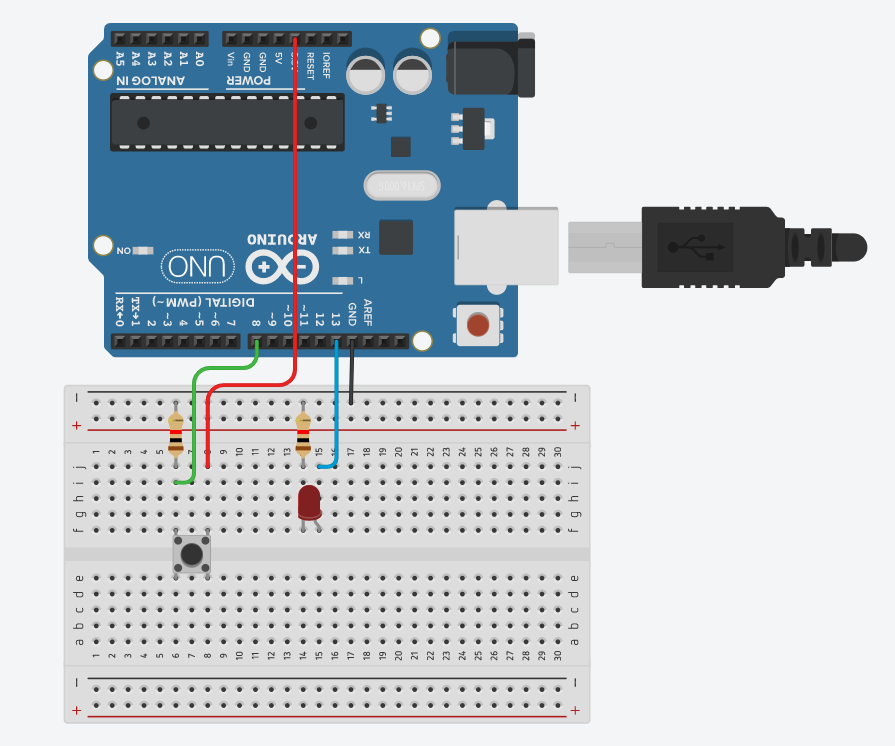 A5 A4 A3 A2 A1 A0 Vin GND GND 5V RESET IOREF
ANALOG IN POWER
ARDUINO RX
ON UNO TX
L
DIGITAL (PWM~)
RX←0 TX→1 2 ~3 4 ~5 ~6 7 8 ~9 ~10 ~11 12 13 GND AREF
− −
+ +
1 2 3 4 5 6 7 8 9 10 11 12 13 14 15 16 17 18 19 20 21 22 23 24 25 26 27 28 29 30
j j
i i
h h
g g
f f
e e
d d
c c
b b
a a
1 2 3 4 5 6 7 8 9 10 11 12 13 14 15 16 17 18 19 20 21 22 23 24 25 26 27 28 29 30
− −
+ +